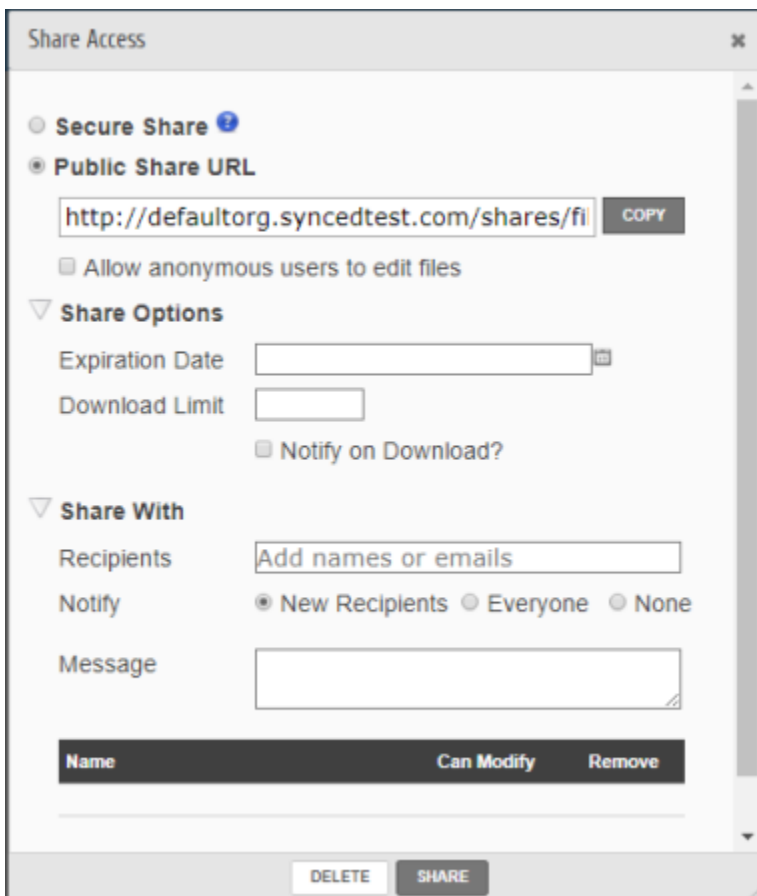 Share Access
Secure Share
Public Share URL
http://defaultorg.syncedtest.com/shares/fil COPY
Allow anonymous users to edit files
Share Options
Expiration Date
Download Limit
Notify on Download?
Share With
Recipients Add names or emails
Notify New Recipients Everyone None
Message
Name Can Modify Remove
DELETE SHARE